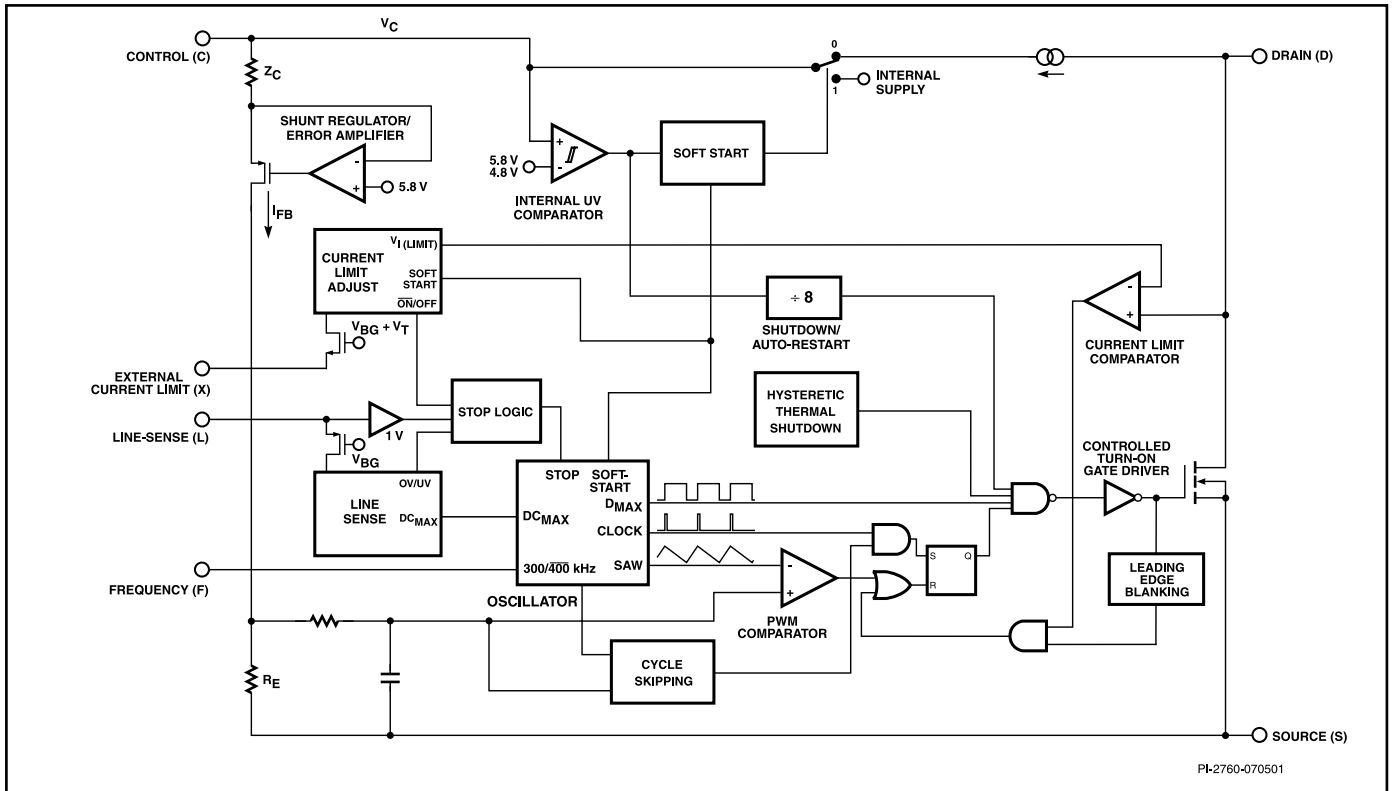 V_C
CONTROL (C)
Z_C
0
1
INTERNAL
SUPPLY
DRAIN (D)
SHUNT REGULATOR/
ERROR AMPLIFIER
-
+
5.8 V
I_FB
+
-
5.8 V
4.8 V
INTERNAL UV
COMPARATOR
SOFT START
V_I (LIMIT)
CURRENT
LIMIT
ADJUST
SOFT
START
O̅N̅/OFF
V_BG + V_T
÷ 8
SHUTDOWN/
AUTO-RESTART
-
+
CURRENT LIMIT
COMPARATOR
EXTERNAL
CURRENT LIMIT (X)
HYSTERETIC
THERMAL
SHUTDOWN
STOP LOGIC
1 V
LINE-SENSE (L)
V_BG
CONTROLLED
TURN-ON
GATE DRIVER
OV/UV
LINE
SENSE
DC_MAX
STOP
SOFT-
START
D_MAX
DC_MAX
CLOCK
SAW
300/4̅0̅0̅ kHz
OSCILLATOR
-
+
PWM
COMPARATOR
S
Q
R
LEADING
EDGE
BLANKING
FREQUENCY (F)
R_E
CYCLE
SKIPPING
SOURCE (S)
PI-2760-070501